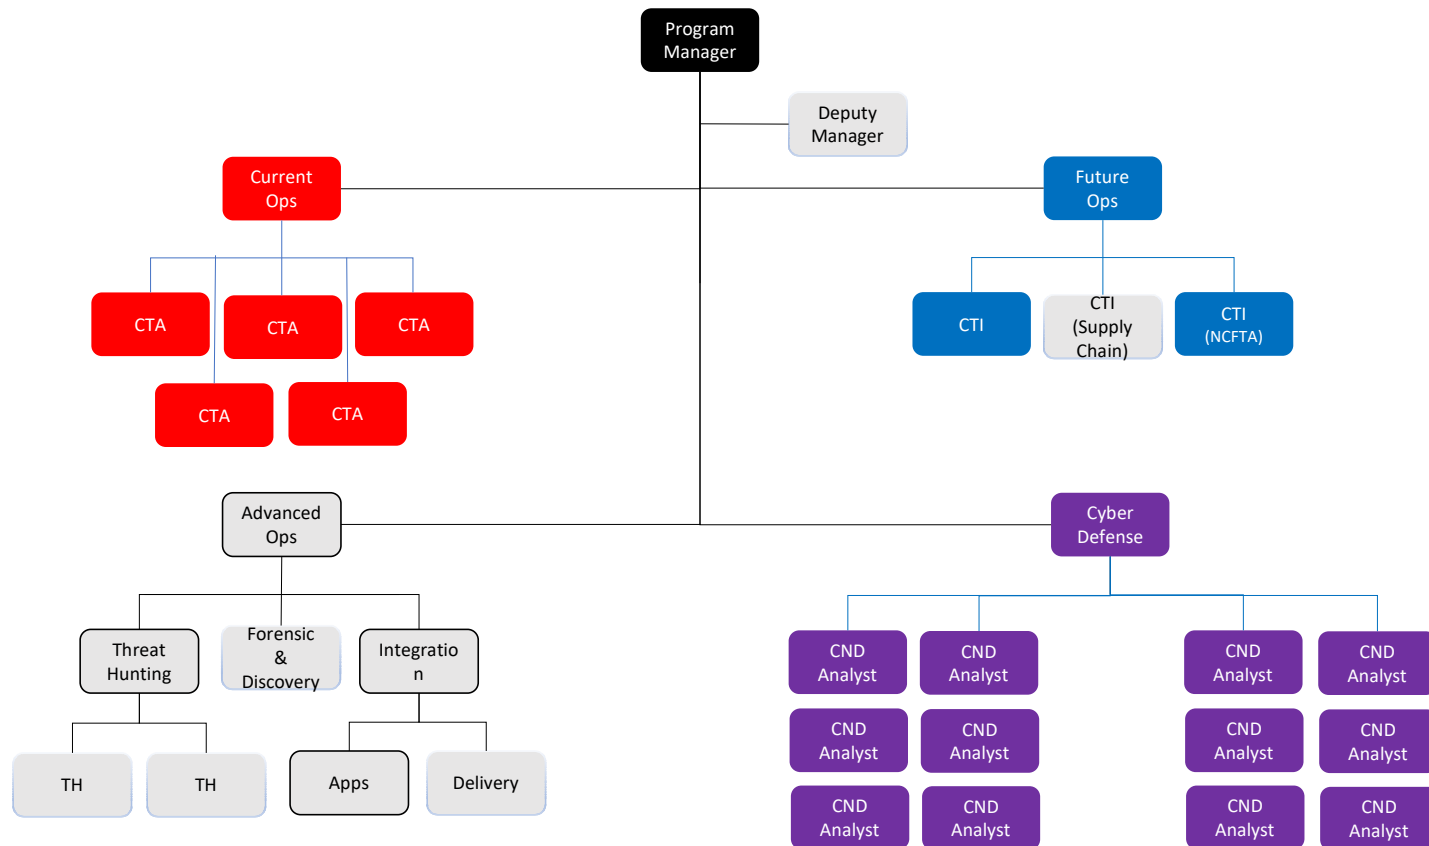 Program
Manager
Deputy
Manager
Current
Ops
Future
Ops
CTA
CTA
CTA
CTI
CTI
(Supply
Chain)
CTI
(NCFTA)
CTA
CTA
Advanced
Ops
Cyber
Defense
Threat
Hunting
Forensic
&
Discovery
Integratio
n
CND
Analyst
CND
Analyst
CND
Analyst
CND
Analyst
TH
TH
Apps
Delivery
CND
Analyst
CND
Analyst
CND
Analyst
CND
Analyst
CND
Analyst
CND
Analyst
CND
Analyst
CND
Analyst